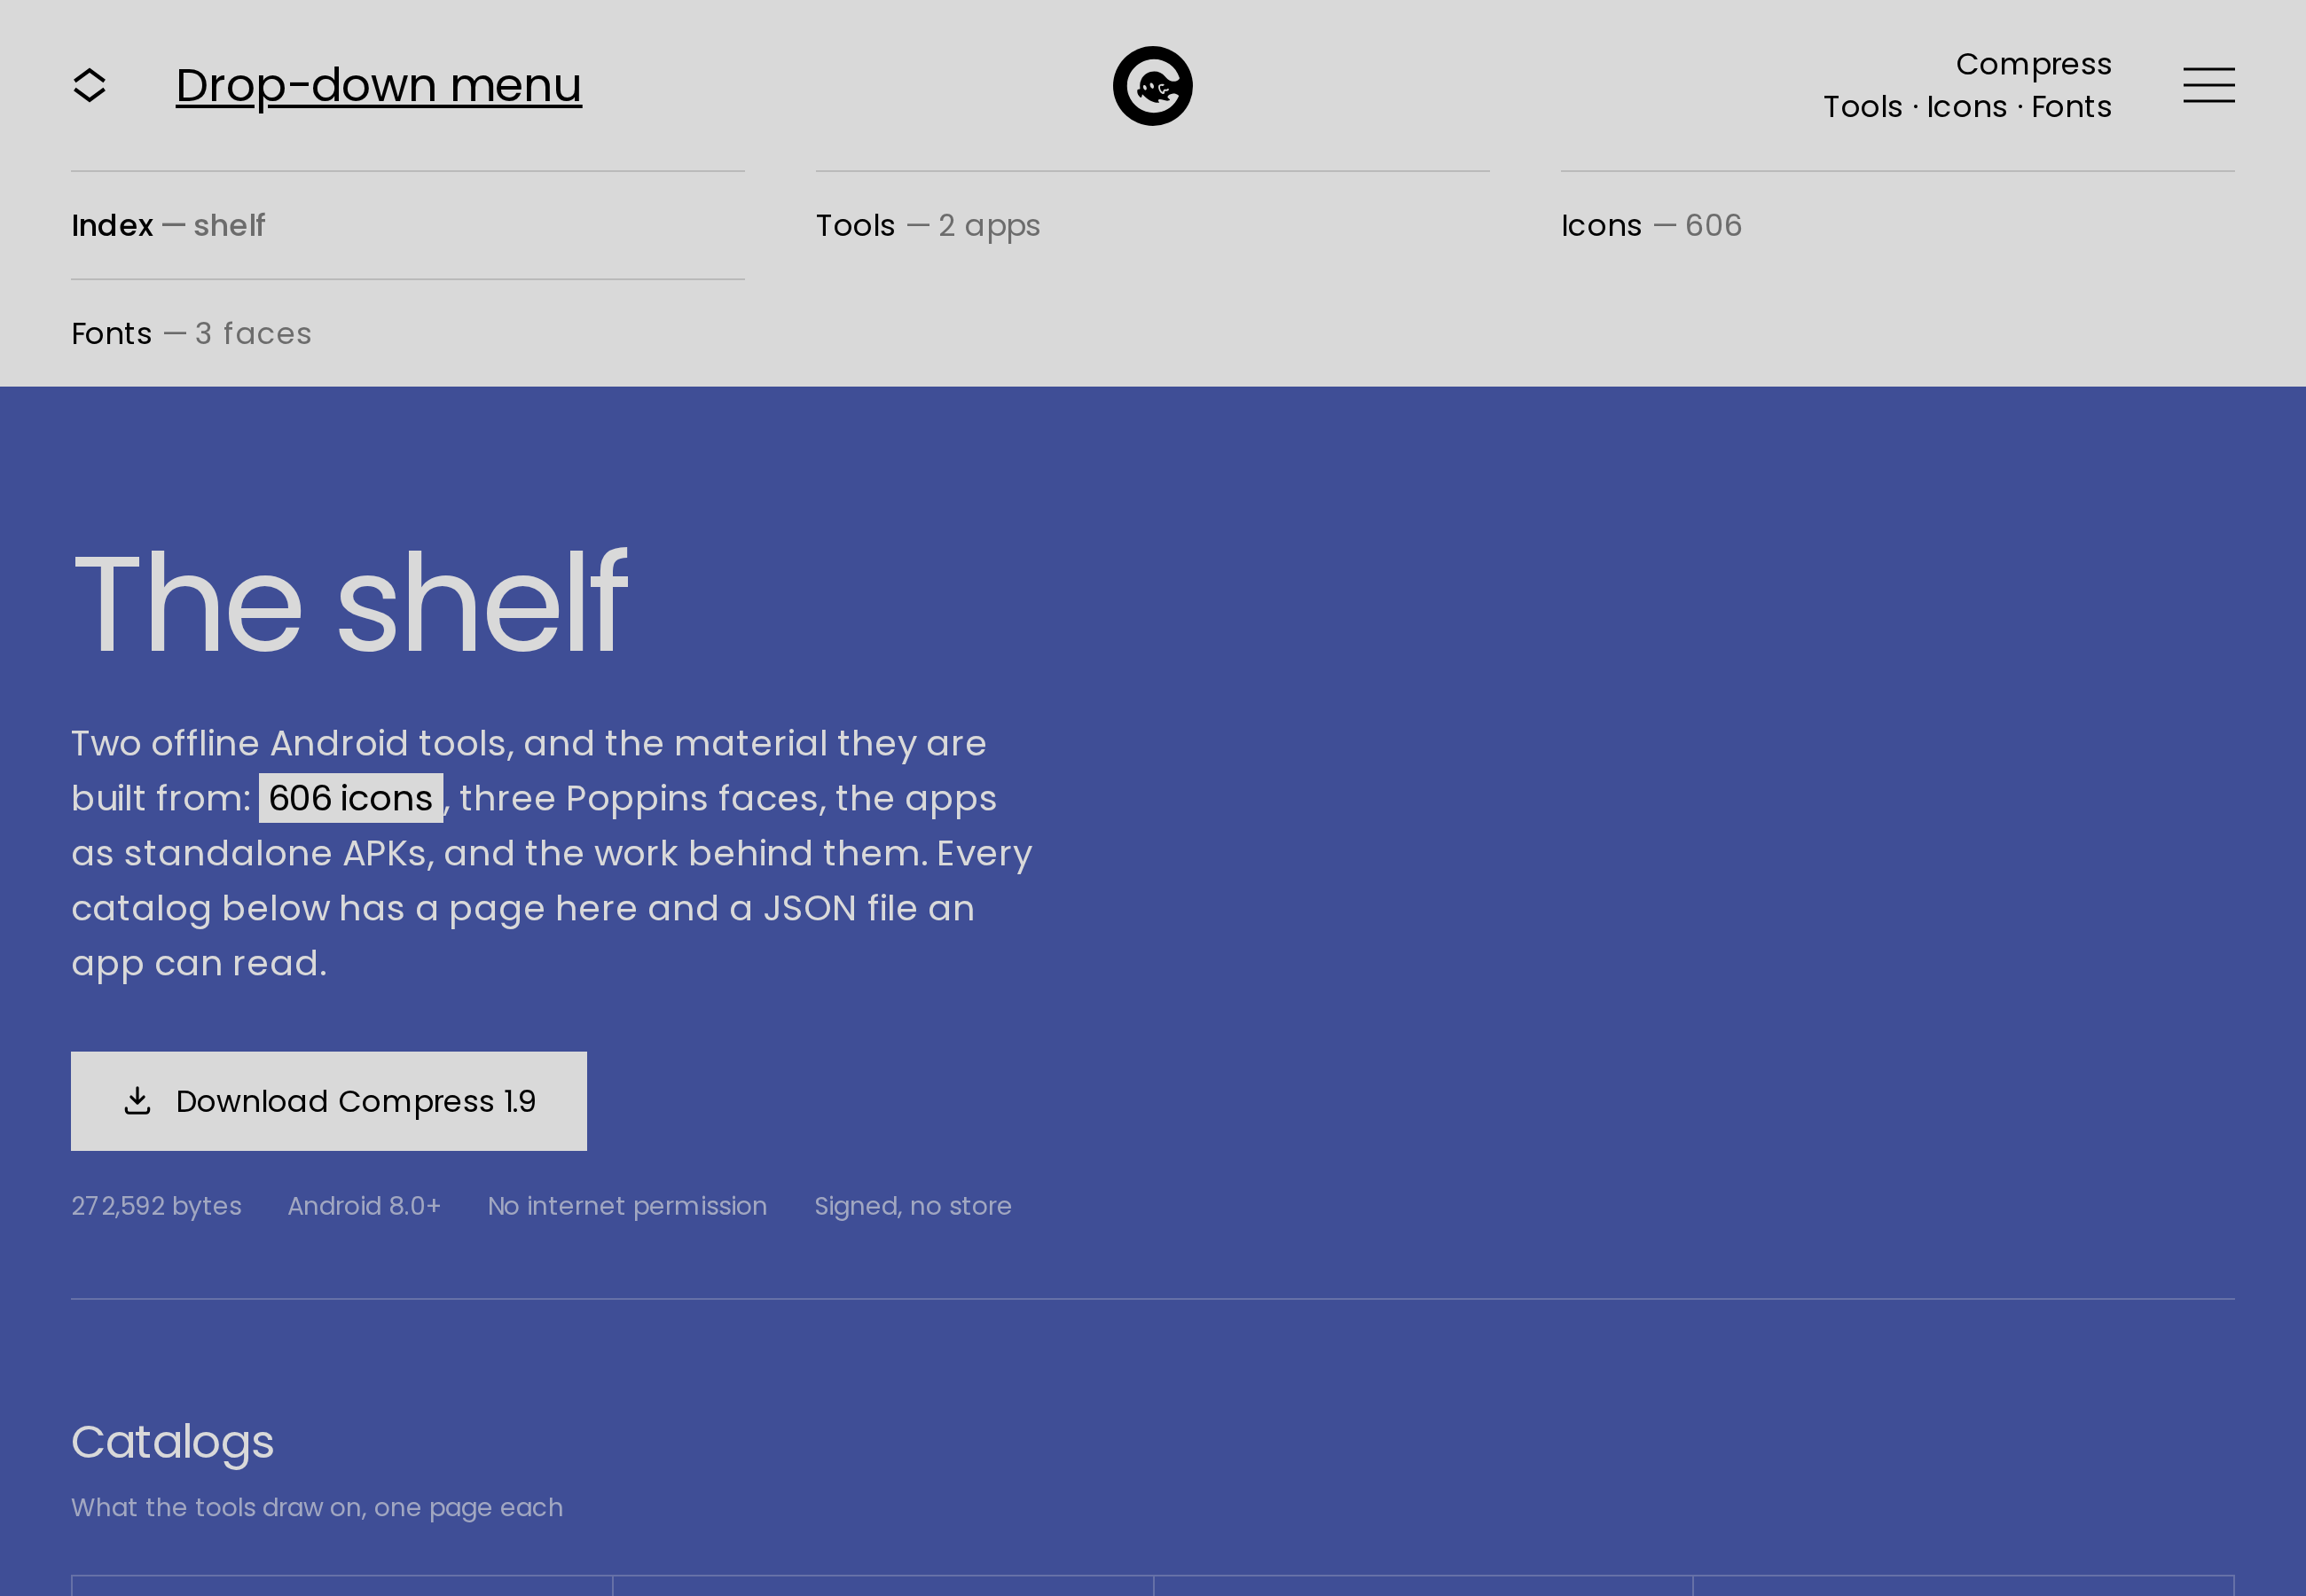 Drop-down menu
Compress
Tools · Icons · Fonts
Index — shelf
Tools — 2 apps
Icons — 606
Fonts — 3 faces
The shelf
Two offline Android tools, and the material they are
built from: 606 icons, three Poppins faces, the apps
as standalone APKs, and the work behind them. Every
catalog below has a page here and a JSON file an
app can read.
Download Compress 1.9
272,592 bytes
Android 8.0+
No internet permission
Signed, no store
Catalogs
What the tools draw on, one page each